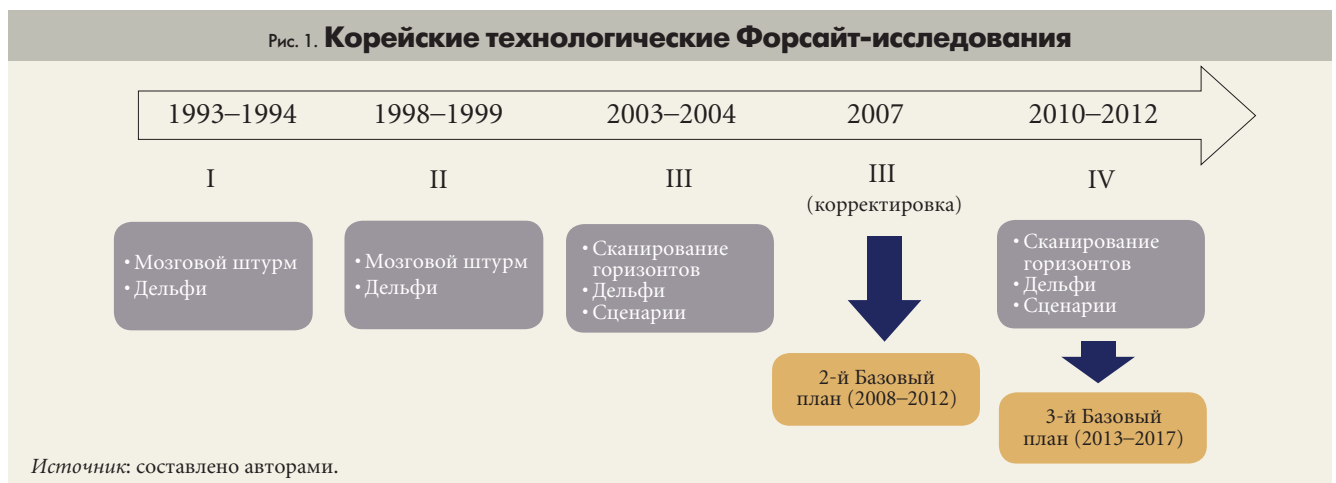 Рис. 1. Корейские технологические Форсайт-исследования
1993–1994
1998–1999
2003–2004
2007
2010–2012
I
II
III
III
(корректировка)
IV
• Мозговой штурм
• Дельфи
• Мозговой штурм
• Дельфи
• Сканирование
горизонтов
• Дельфи
• Сценарии
• Сканирование
горизонтов
• Дельфи
• Сценарии
2-й Базовый
план (2008–2012)
3-й Базовый
план (2013–2017)
Источник: составлено авторами.